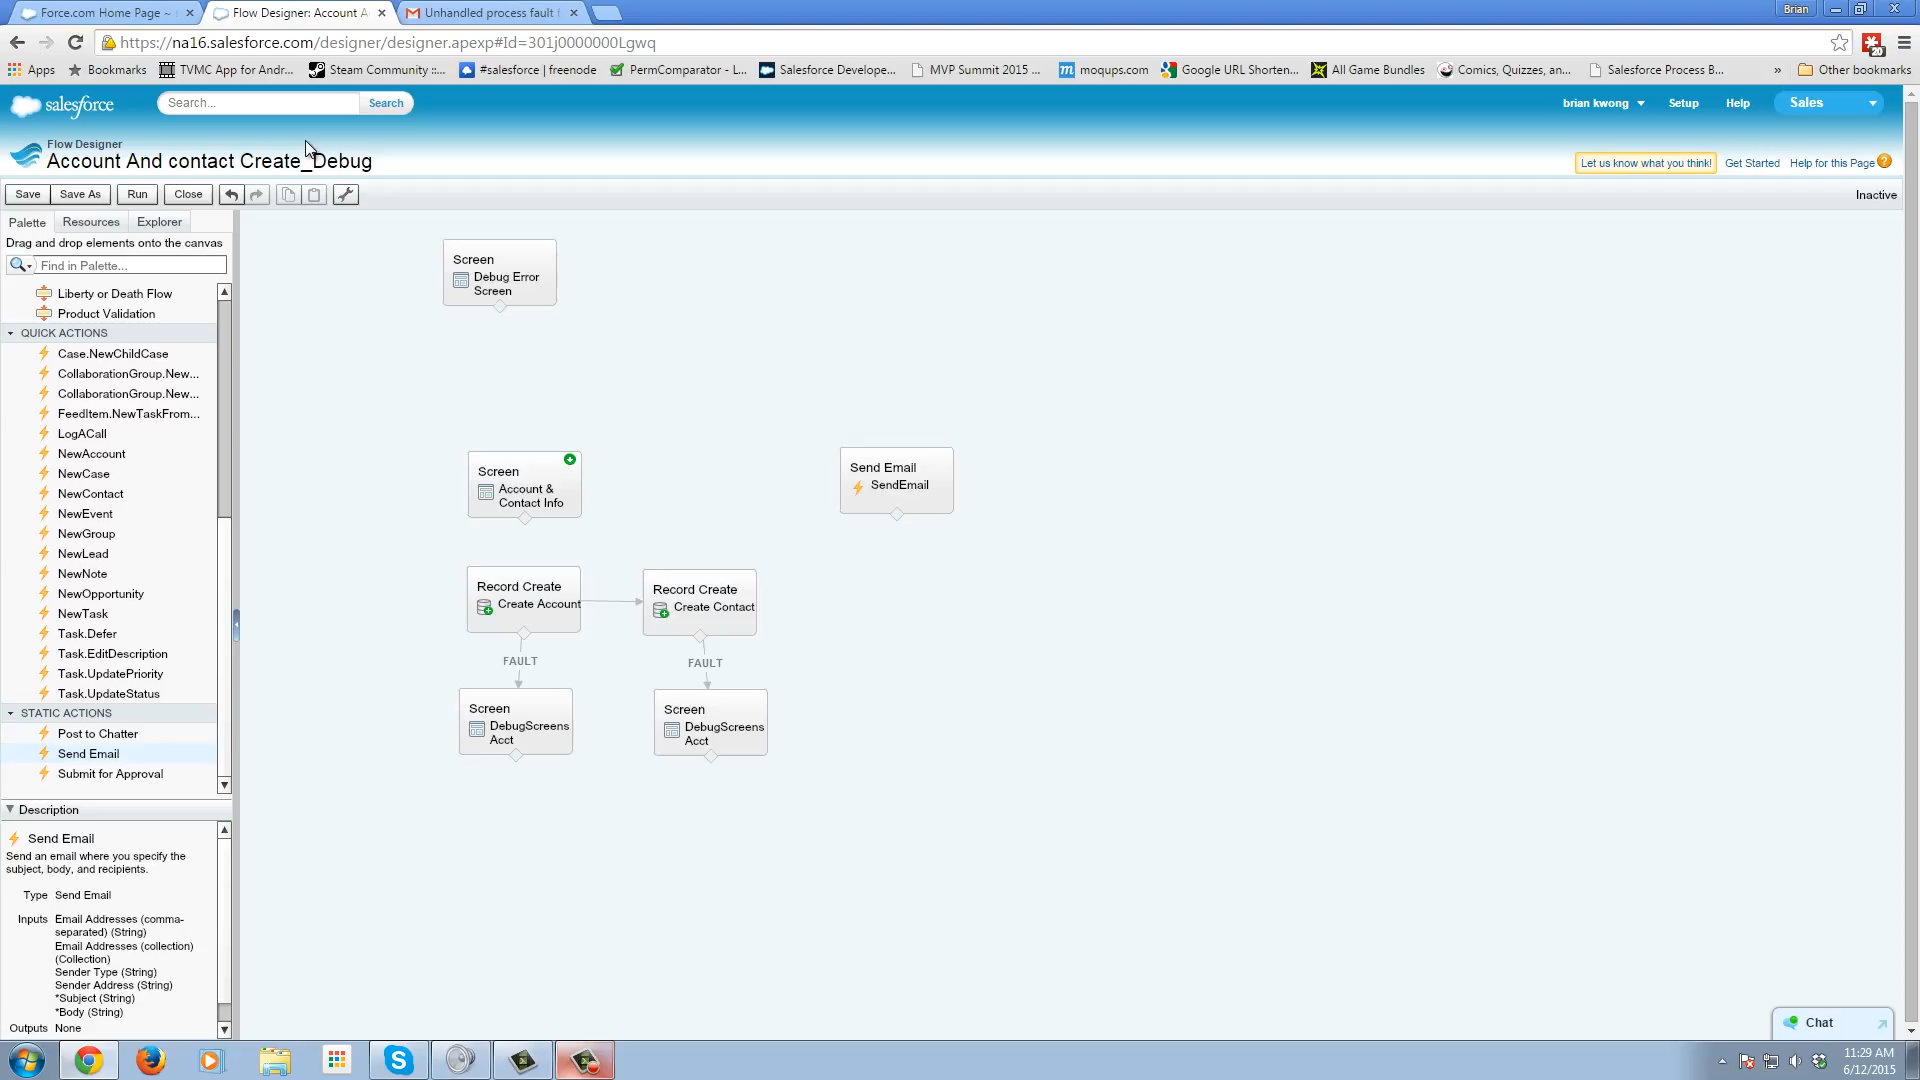 Force.com Home Page ~
Flow Designer: Account A
Unhandled process fault f
Brian
https://na16.salesforce.com/designer/designer.apexp#Id=301j0000000Lgwq
20
Apps
Bookmarks
TVMC App for Andr...
Steam Community ::...
#salesforce | freenode
PermComparator - L...
Salesforce Develope...
MVP Summit 2015 ...
moqups.com
Google URL Shorten...
All Game Bundles
Comics, Quizzes, an...
Salesforce Process B...
»
Other bookmarks
salesforce
Search...
Search
brian kwong
Setup
Help
Sales
Flow Designer
Account And contact Create_Debug
Let us know what you think!
Get Started
Help for this Page
Save
Save As
Run
Close
Inactive
Palette
Resources
Explorer
Drag and drop elements onto the canvas
Find in Palette...
Liberty or Death Flow
Product Validation
QUICK ACTIONS
Case.NewChildCase
CollaborationGroup.New...
CollaborationGroup.New...
FeedItem.NewTaskFrom...
LogACall
NewAccount
NewCase
NewContact
NewEvent
NewGroup
NewLead
NewNote
NewOpportunity
NewTask
Task.Defer
Task.EditDescription
Task.UpdatePriority
Task.UpdateStatus
STATIC ACTIONS
Post to Chatter
Send Email
Submit for Approval
Description
Send Email
Send an email where you specify the
subject, body, and recipients.
Type Send Email
Inputs Email Addresses (comma-
separated) (String)
Email Addresses (collection)
(Collection)
Sender Type (String)
Sender Address (String)
*Subject (String)
*Body (String)
Outputs None
Screen
Debug Error
Screen
Screen
Account &
Contact Info
Send Email
SendEmail
Record Create
Create Account
Record Create
Create Contact
FAULT
FAULT
Screen
DebugScreens
Acct
Screen
DebugScreens
Acct
Chat
11:29 AM
6/12/2015